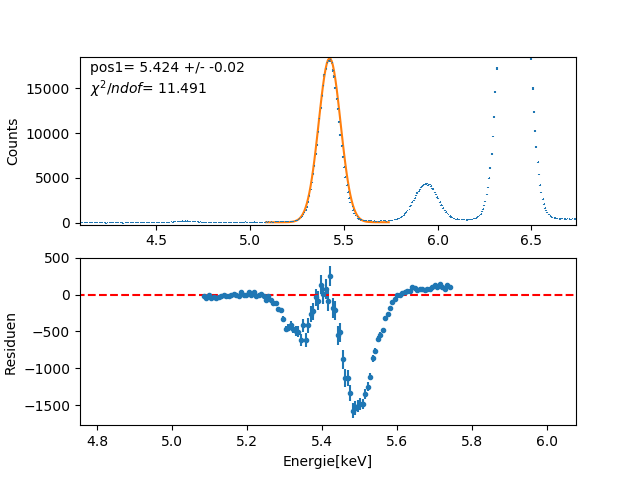 pos1= 5.424 +/- -0.02
χ²/ndof= 11.491
15000
10000
5000
0
Counts
4.5 5.0 5.5 6.0 6.5
500
0
−500
−1000
−1500
Residuen
4.8 5.0 5.2 5.4 5.6 5.8 6.0
Energie[keV]